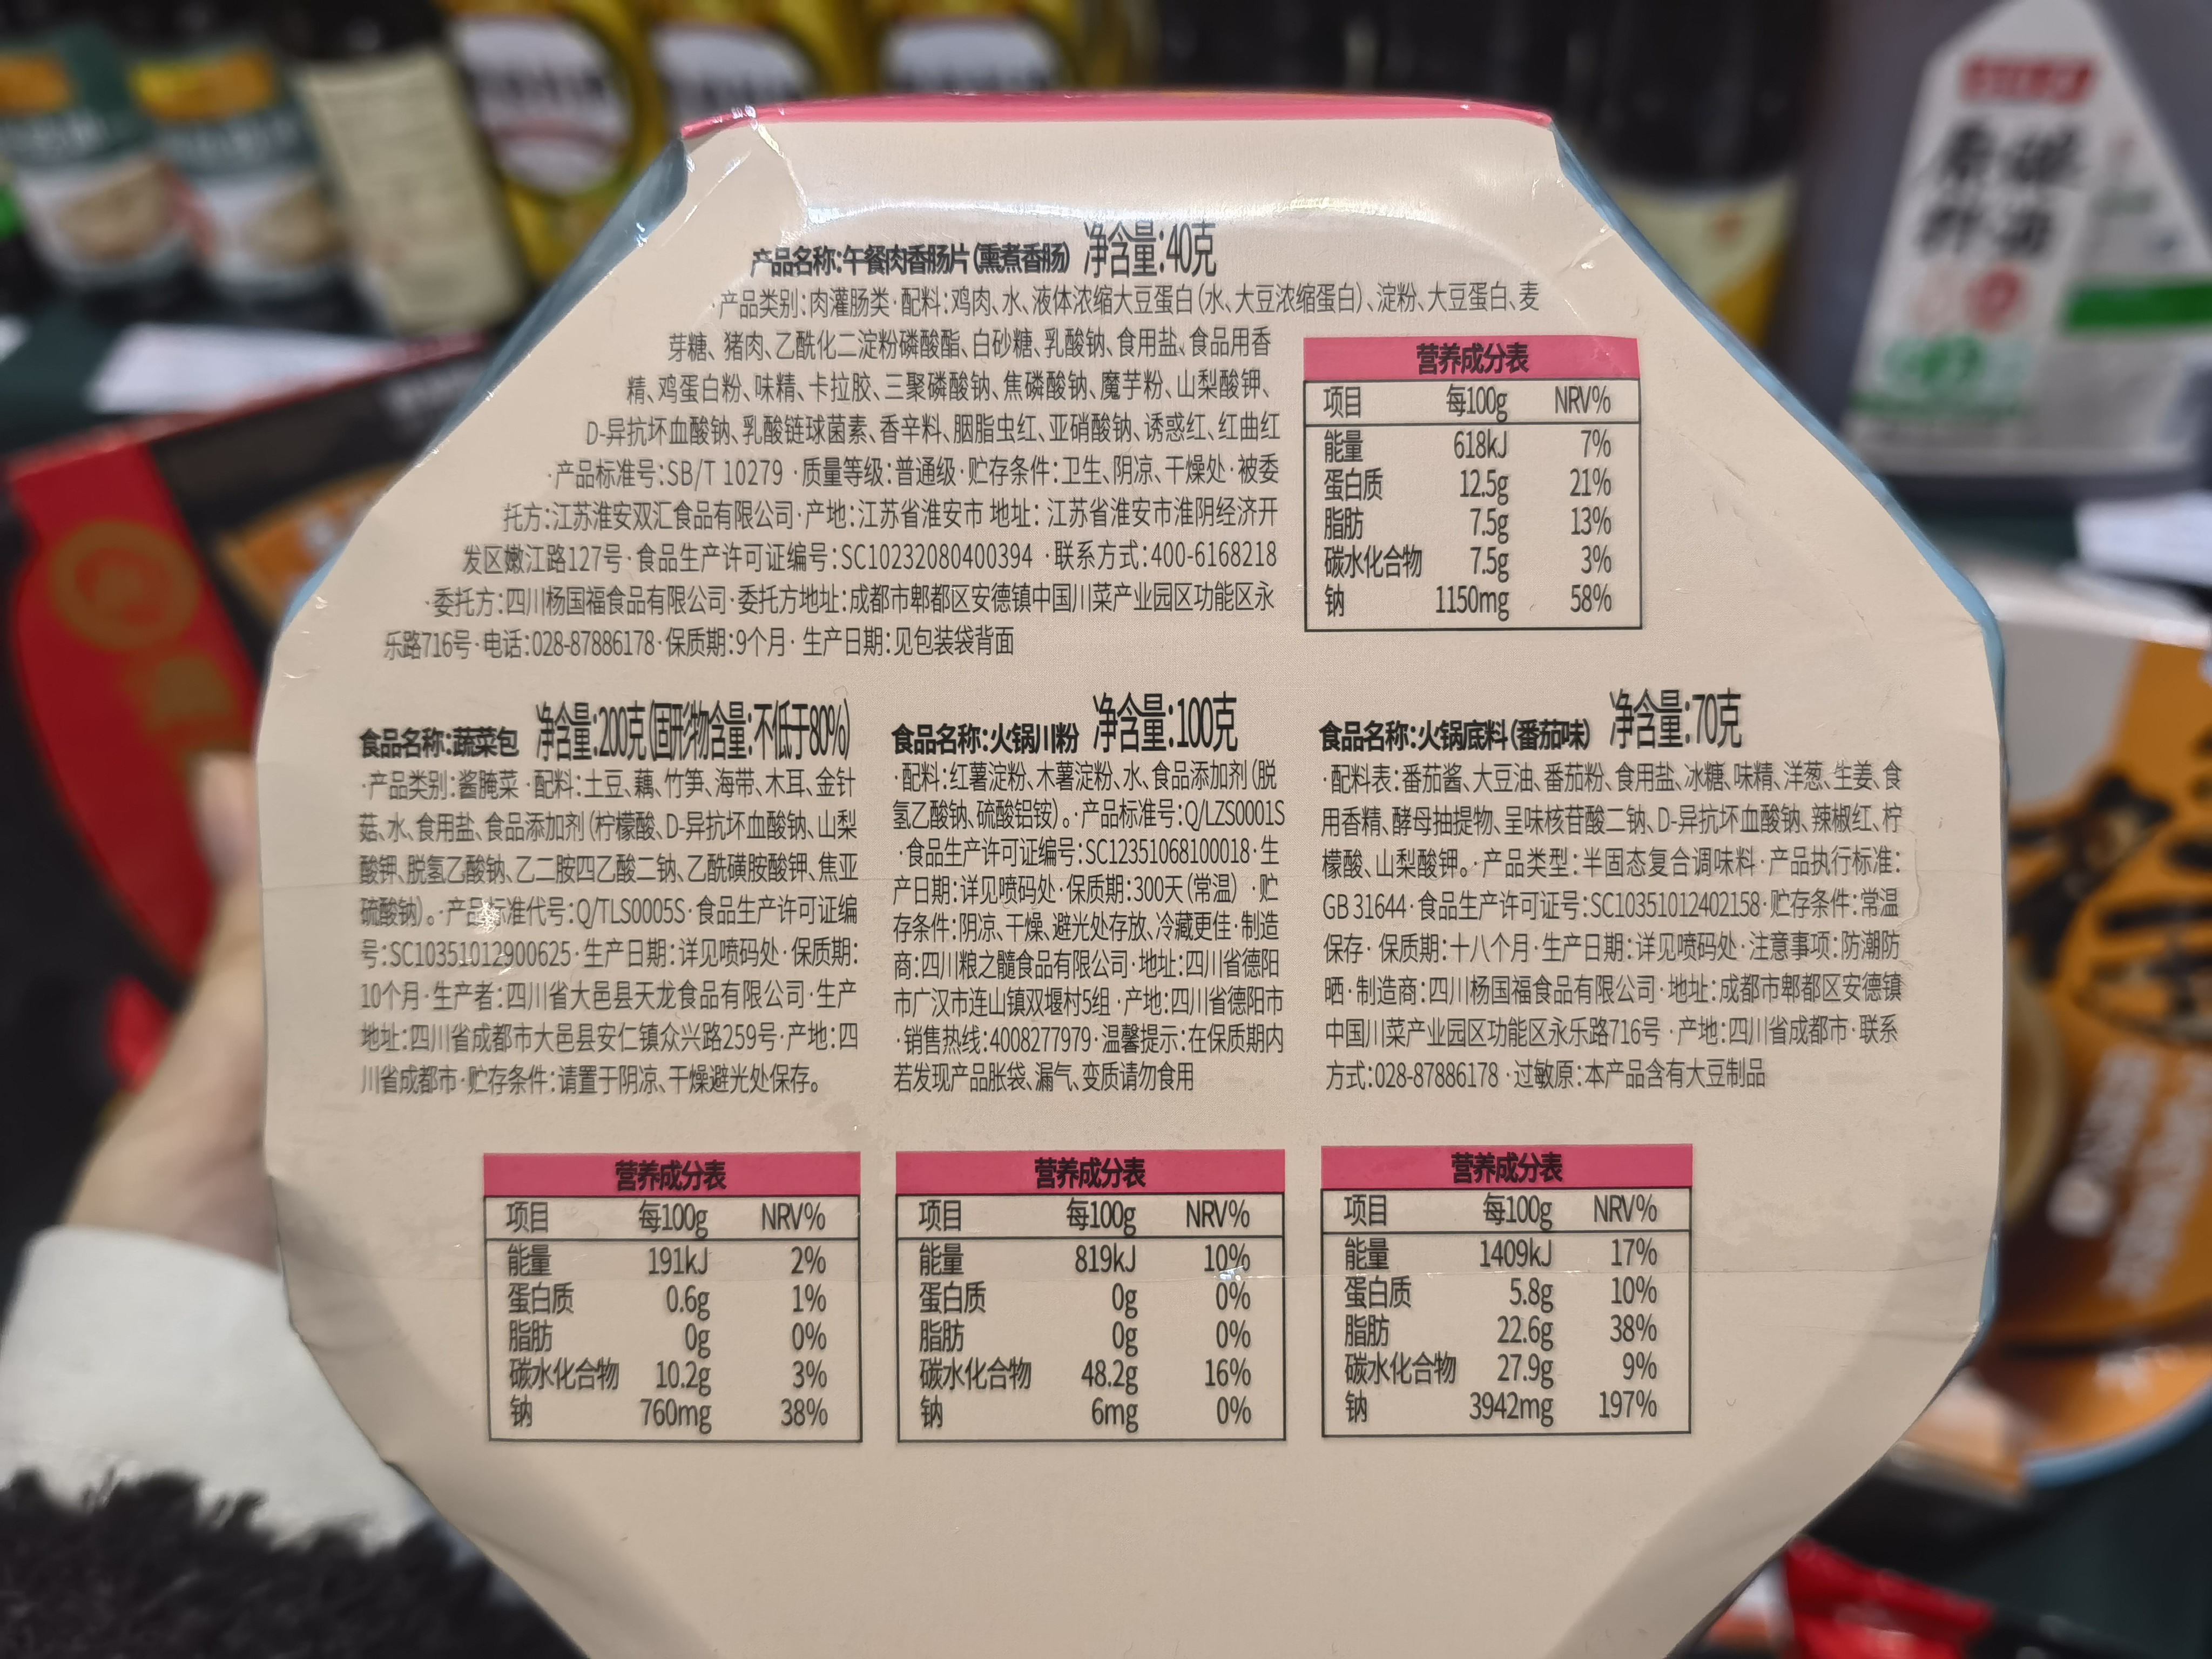 产品名称:午餐肉香肠片(熏煮香肠) 净含量:40克
·产品类别:肉灌肠类·配料:鸡肉、水、液体浓缩大豆蛋白(水、大豆浓缩蛋白)、淀粉、大豆蛋白、麦
芽糖、猪肉、乙酰化二淀粉磷酸酯、白砂糖、乳酸钠、食用盐、食品用香
精、鸡蛋白粉、味精、卡拉胶、三聚磷酸钠、焦磷酸钠、魔芋粉、山梨酸钾、
D-异抗坏血酸钠、乳酸链球菌素、香辛料、胭脂虫红、亚硝酸钠、诱惑红、红曲红
·产品标准号:SB/T 10279 ·质量等级:普通级·贮存条件:卫生、阴凉、干燥处·被委
托方:江苏淮安双汇食品有限公司·产地:江苏省淮安市 地址: 江苏省淮安市淮阴经济开
发区嫩江路127号·食品生产许可证编号:SC10232080400394 ·联系方式:400-6168218
·委托方:四川杨国福食品有限公司·委托方地址:成都市郫都区安德镇中国川菜产业园区功能区永
乐路716号·电话:028-87886178·保质期:9个月· 生产日期:见包装袋背面
营养成分表
项目 每100g NRV%
能量 618kJ 7%
蛋白质 12.5g 21%
脂肪 7.5g 13%
碳水化合物 7.5g 3%
钠 1150mg 58%
食品名称:蔬菜包 净含量:200克(固形物含量:不低于80%)
·产品类别:酱腌菜·配料:土豆、藕、竹笋、海带、木耳、金针
菇、水、食用盐、食品添加剂(柠檬酸、D-异抗坏血酸钠、山梨
酸钾、脱氢乙酸钠、乙二胺四乙酸二钠、乙酰磺胺酸钾、焦亚
硫酸钠)。·产品标准代号:Q/TLS0005S·食品生产许可证编
号:SC10351012900625·生产日期:详见喷码处·保质期:
10个月·生产者:四川省大邑县天龙食品有限公司·生产
地址:四川省成都市大邑县安仁镇众兴路259号·产地:四
川省成都市·贮存条件:请置于阴凉、干燥避光处保存。
食品名称:火锅川粉 净含量:100克
·配料:红薯淀粉、木薯淀粉、水、食品添加剂(脱
氢乙酸钠、硫酸铝铵)。·产品标准号:Q/LZS0001S
·食品生产许可证编号:SC12351068100018·生
产日期:详见喷码处·保质期:300天(常温) ·贮
存条件:阴凉、干燥、避光处存放、冷藏更佳·制造
商:四川粮之髓食品有限公司·地址:四川省德阳
市广汉市连山镇双堰村5组·产地:四川省德阳市
·销售热线:4008277979·温馨提示:在保质期内
若发现产品胀袋、漏气、变质请勿食用
食品名称:火锅底料(番茄味) 净含量:70克
·配料表:番茄酱、大豆油、番茄粉、食用盐、冰糖、味精、洋葱、生姜、食
用香精、酵母抽提物、呈味核苷酸二钠、D-异抗坏血酸钠、辣椒红、柠
檬酸、山梨酸钾。·产品类型:半固态复合调味料·产品执行标准:
GB 31644·食品生产许可证号:SC10351012402158·贮存条件:常温
保存· 保质期:十八个月·生产日期:详见喷码处·注意事项:防潮防
晒·制造商:四川杨国福食品有限公司·地址:成都市郫都区安德镇
中国川菜产业园区功能区永乐路716号 ·产地:四川省成都市·联系
方式:028-87886178 ·过敏原:本产品含有大豆制品
营养成分表
项目 每100g NRV%
能量 191kJ 2%
蛋白质 0.6g 1%
脂肪 0g 0%
碳水化合物 10.2g 3%
钠 760mg 38%
营养成分表
项目 每100g NRV%
能量 819kJ 10%
蛋白质 0g 0%
脂肪 0g 0%
碳水化合物 48.2g 16%
钠 6mg 0%
营养成分表
项目 每100g NRV%
能量 1409kJ 17%
蛋白质 5.8g 10%
脂肪 22.6g 38%
碳水化合物 27.9g 9%
钠 3942mg 197%